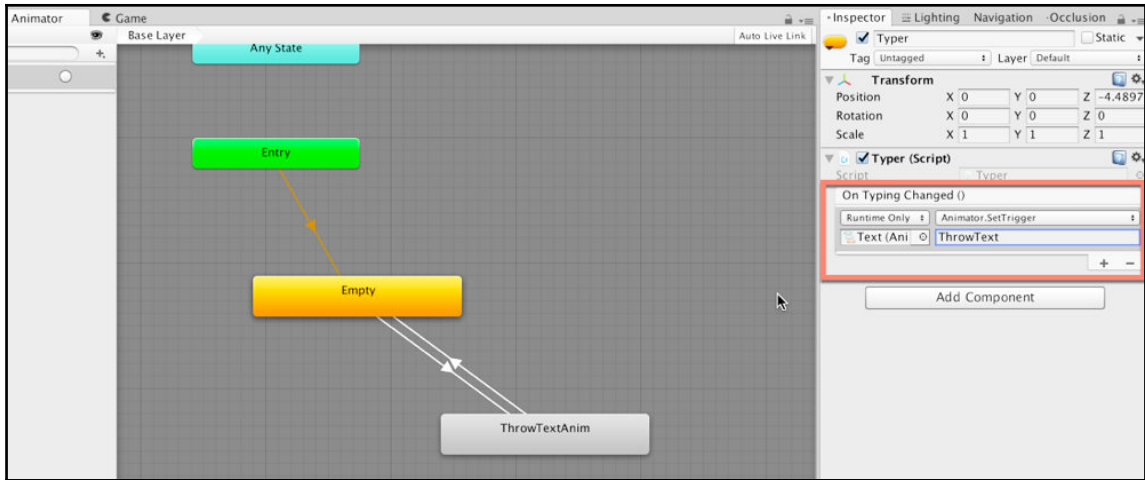 Animator
Game
Base Layer
Auto Live Link
Any State
Entry
Empty
ThrowTextAnim
Inspector Lighting Navigation Occlusion
Typer Static
Tag Untagged Layer Default
Transform
Position X 0 Y 0 Z -4.4897
Rotation X 0 Y 0 Z 0
Scale X 1 Y 1 Z 1
Typer (Script)
Script Typer
On Typing Changed ()
Runtime Only Animator.SetTrigger
Text (Ani ThrowText
+ −
Add Component